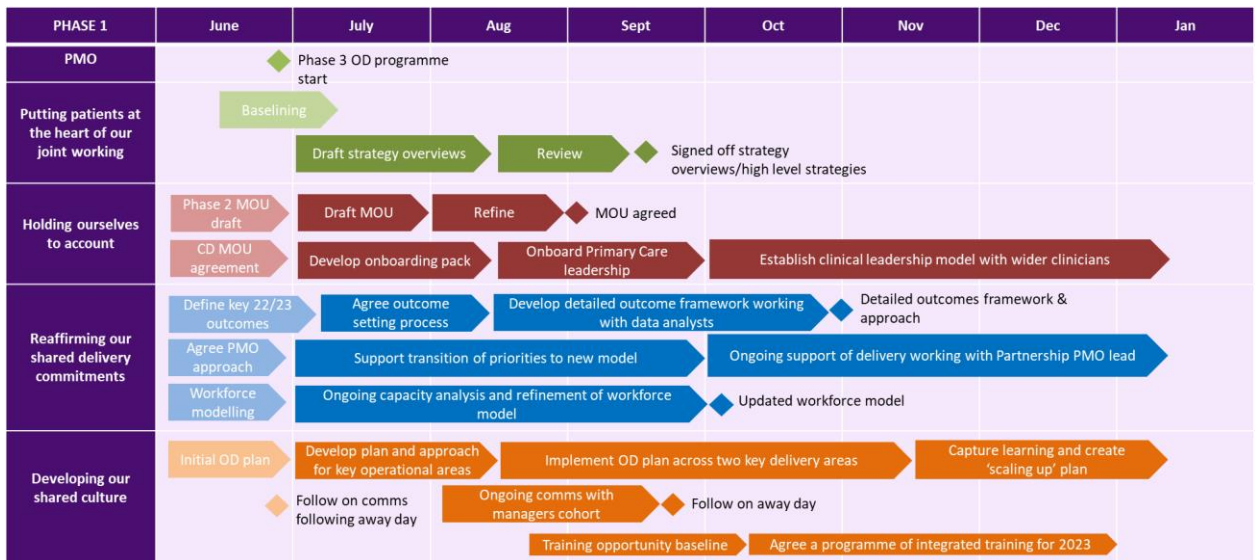 PHASE 1
June
July
Aug
Sept
Oct
Nov
Dec
Jan
PMO
Phase 3 OD programme
start
Putting patients at
the heart of our
joint working
Baselining
Draft strategy overviews
Review
Signed off strategy
overviews/high level strategies
Holding ourselves
to account
Phase 2 MOU
draft
Draft MOU
Refine
MOU agreed
CD MOU
agreement
Develop onboarding pack
Onboard Primary Care
leadership
Establish clinical leadership model with wider clinicians
Reaffirming our
shared delivery
commitments
Define key 22/23
outcomes
Agree outcome
setting process
Develop detailed outcome framework working
with data analysts
Detailed outcomes framework &
approach
Agree PMO
approach
Support transition of priorities to new model
Ongoing support of delivery working with Partnership PMO lead
Workforce
modelling
Ongoing capacity analysis and refinement of workforce
model
Updated workforce model
Developing our
shared culture
Initial OD plan
Develop plan and approach
for key operational areas
Implement OD plan across two key delivery areas
Capture learning and create
‘scaling up’ plan
Follow on comms
following away day
Ongoing comms with
managers cohort
Follow on away day
Training opportunity baseline
Agree a programme of integrated training for 2023